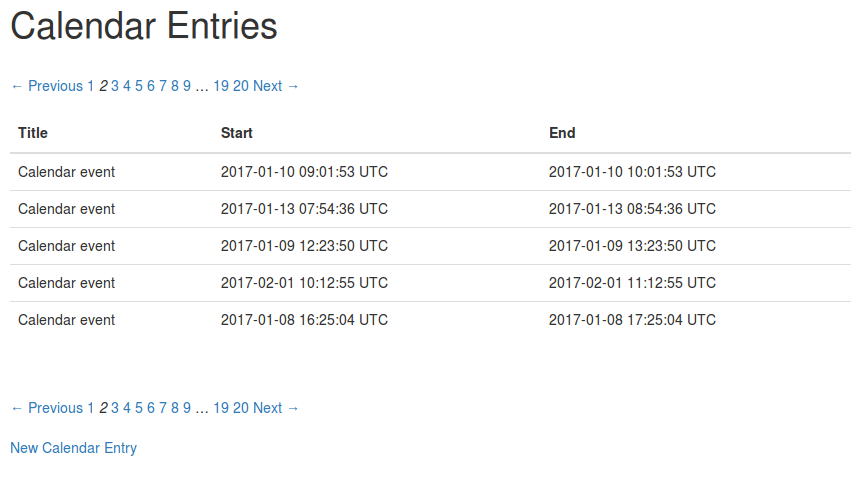 Calendar Entries
← Previous 1 2 3 4 5 6 7 8 9 … 19 20 Next →
Title Start End
Calendar event 2017-01-10 09:01:53 UTC 2017-01-10 10:01:53 UTC
Calendar event 2017-01-13 07:54:36 UTC 2017-01-13 08:54:36 UTC
Calendar event 2017-01-09 12:23:50 UTC 2017-01-09 13:23:50 UTC
Calendar event 2017-02-01 10:12:55 UTC 2017-02-01 11:12:55 UTC
Calendar event 2017-01-08 16:25:04 UTC 2017-01-08 17:25:04 UTC
← Previous 1 2 3 4 5 6 7 8 9 … 19 20 Next →
New Calendar Entry